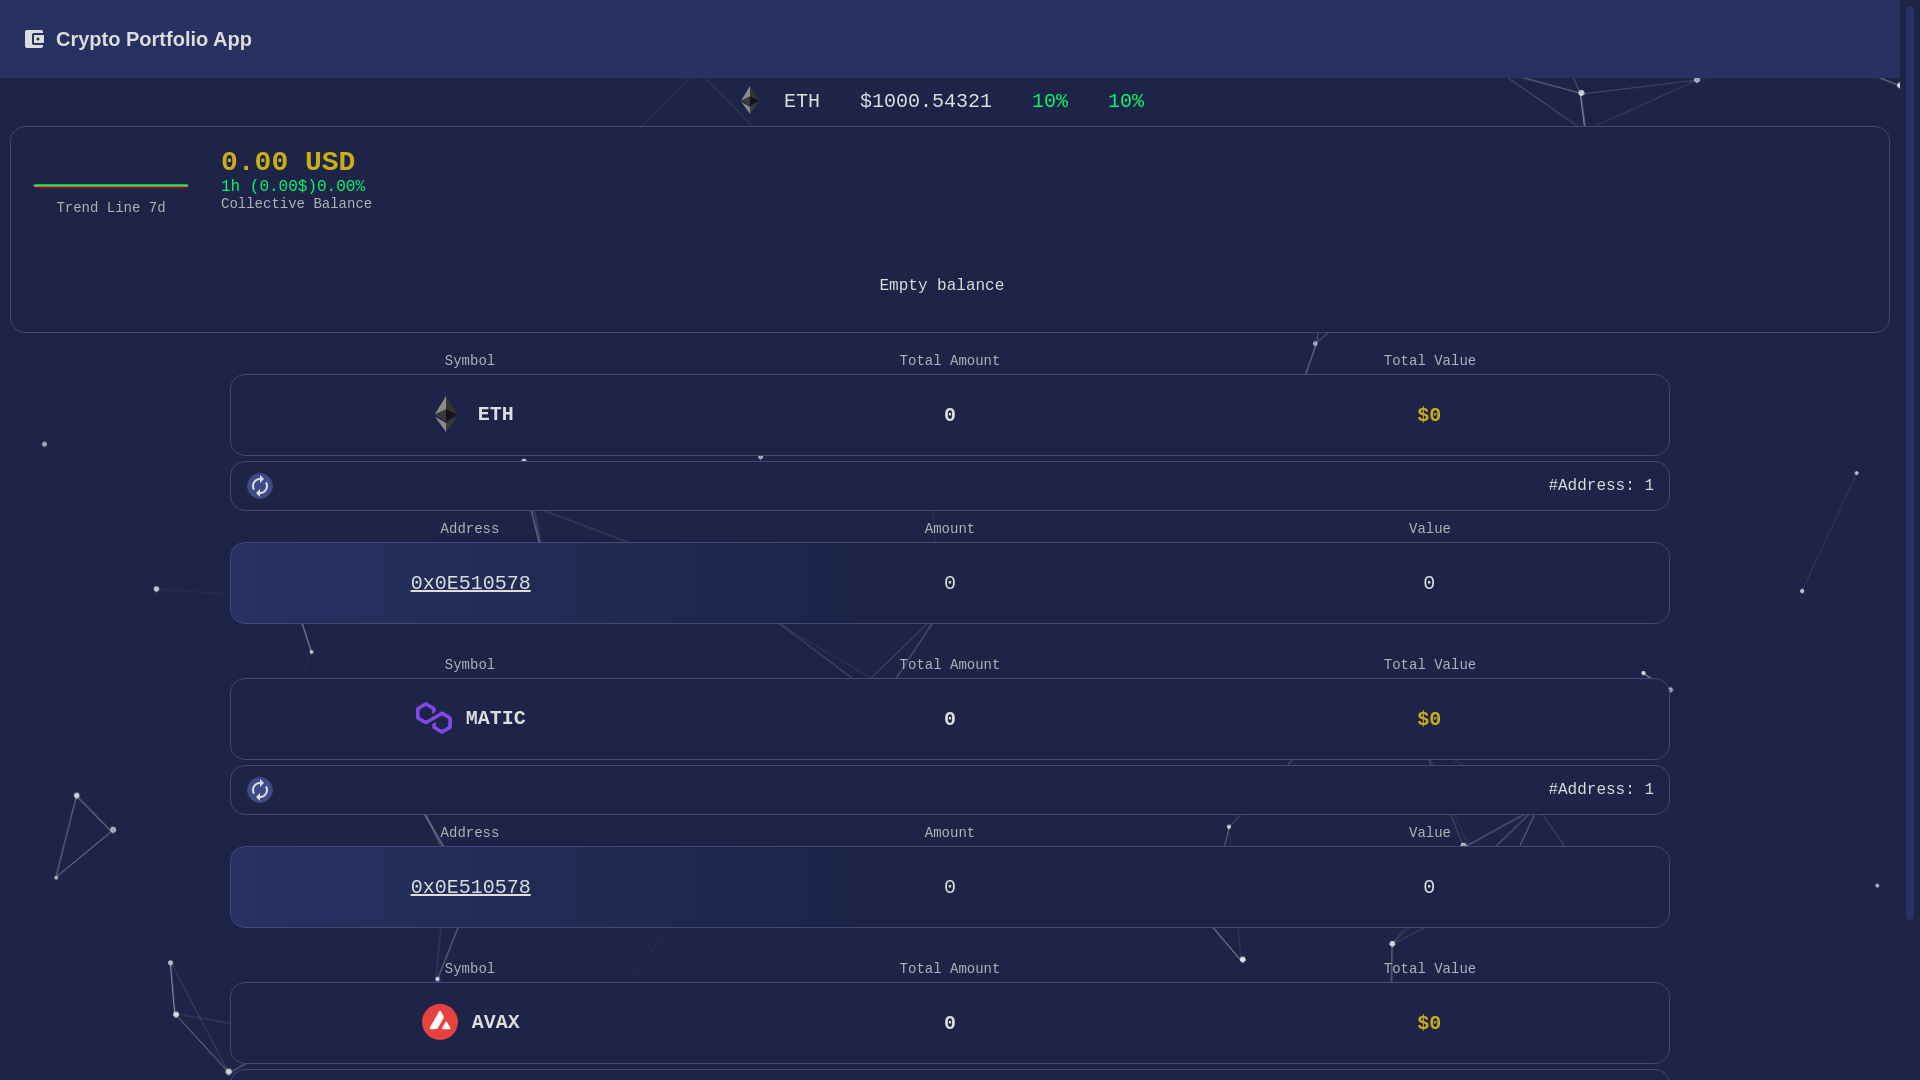 Crypto Portfolio App
ETH $1000.54321 10% 10%
0.00 USD
1h (0.00$)0.00%
Collective Balance
Trend Line 7d
Empty balance
Symbol Total Amount Total Value
ETH 0 $0
#Address: 1
Address Amount Value
0x0E510578 0 0
Symbol Total Amount Total Value
MATIC 0 $0
#Address: 1
Address Amount Value
0x0E510578 0 0
Symbol Total Amount Total Value
AVAX 0 $0